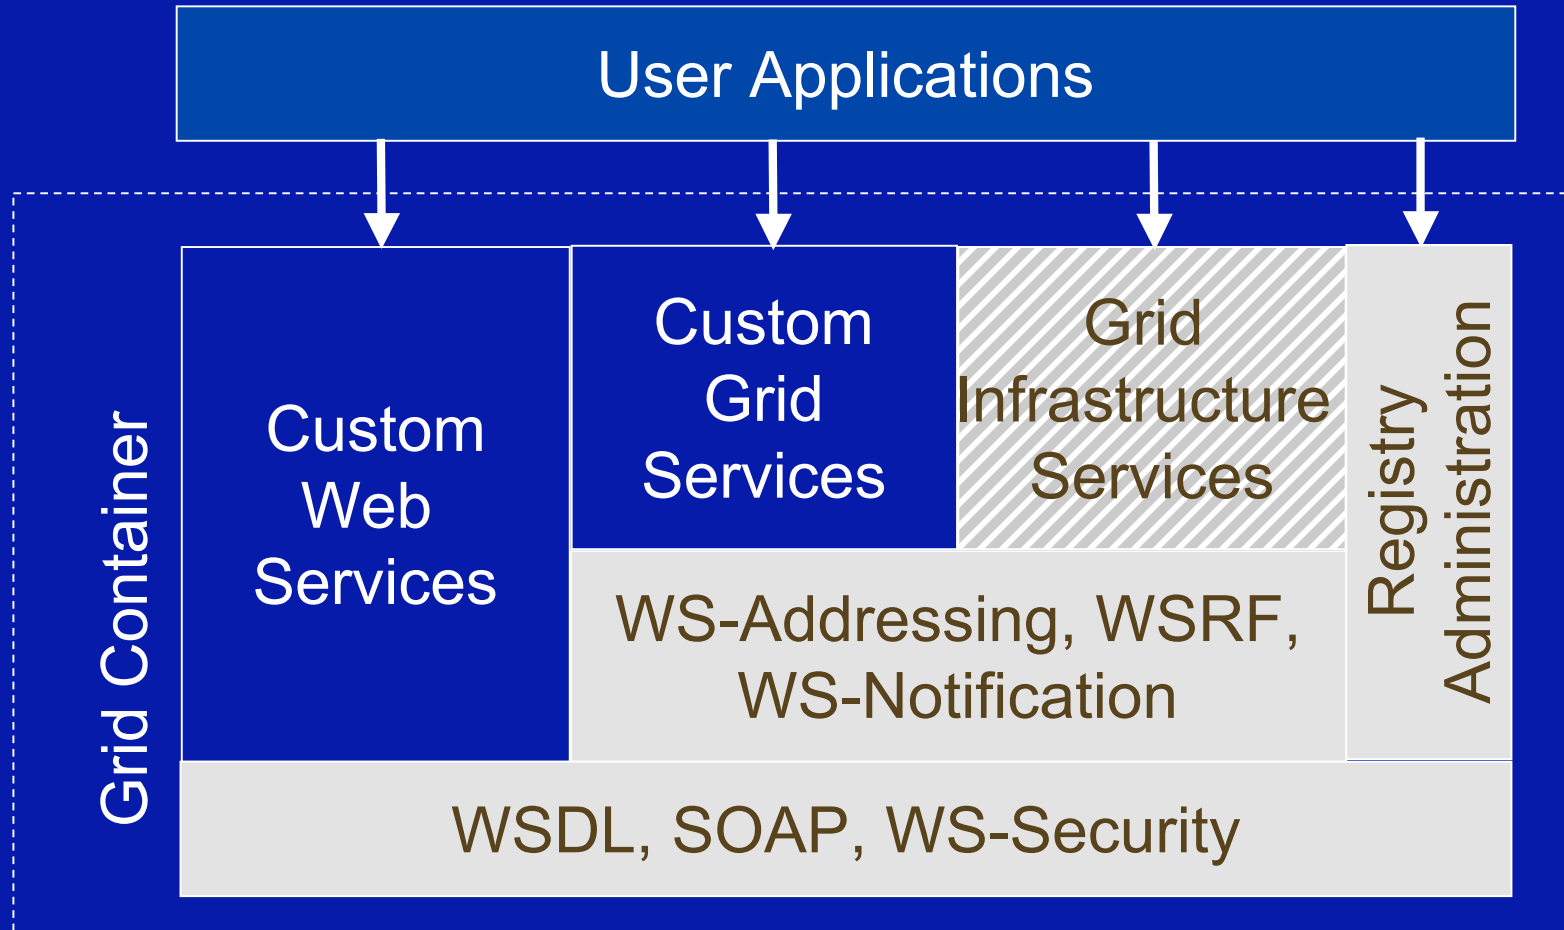 User Applications
Grid Container
Custom
Web
Services
Custom
Grid
Services
Grid
Infrastructure
Services
Registry
Administration
WS-Addressing, WSRF,
WS-Notification
WSDL, SOAP, WS-Security